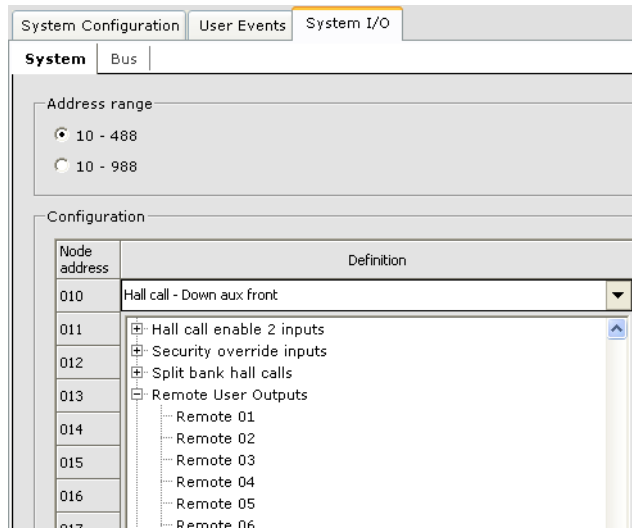 System Configuration User Events System I/O
System Bus
Address range
10 - 488
10 - 988
Configuration
Node address Definition
010 Hall call - Down aux front
011 Hall call enable 2 inputs
Security override inputs
012 Split bank hall calls
013 Remote User Outputs
Remote 01
014 Remote 02
015 Remote 03
Remote 04
016 Remote 05
017 Remote 06